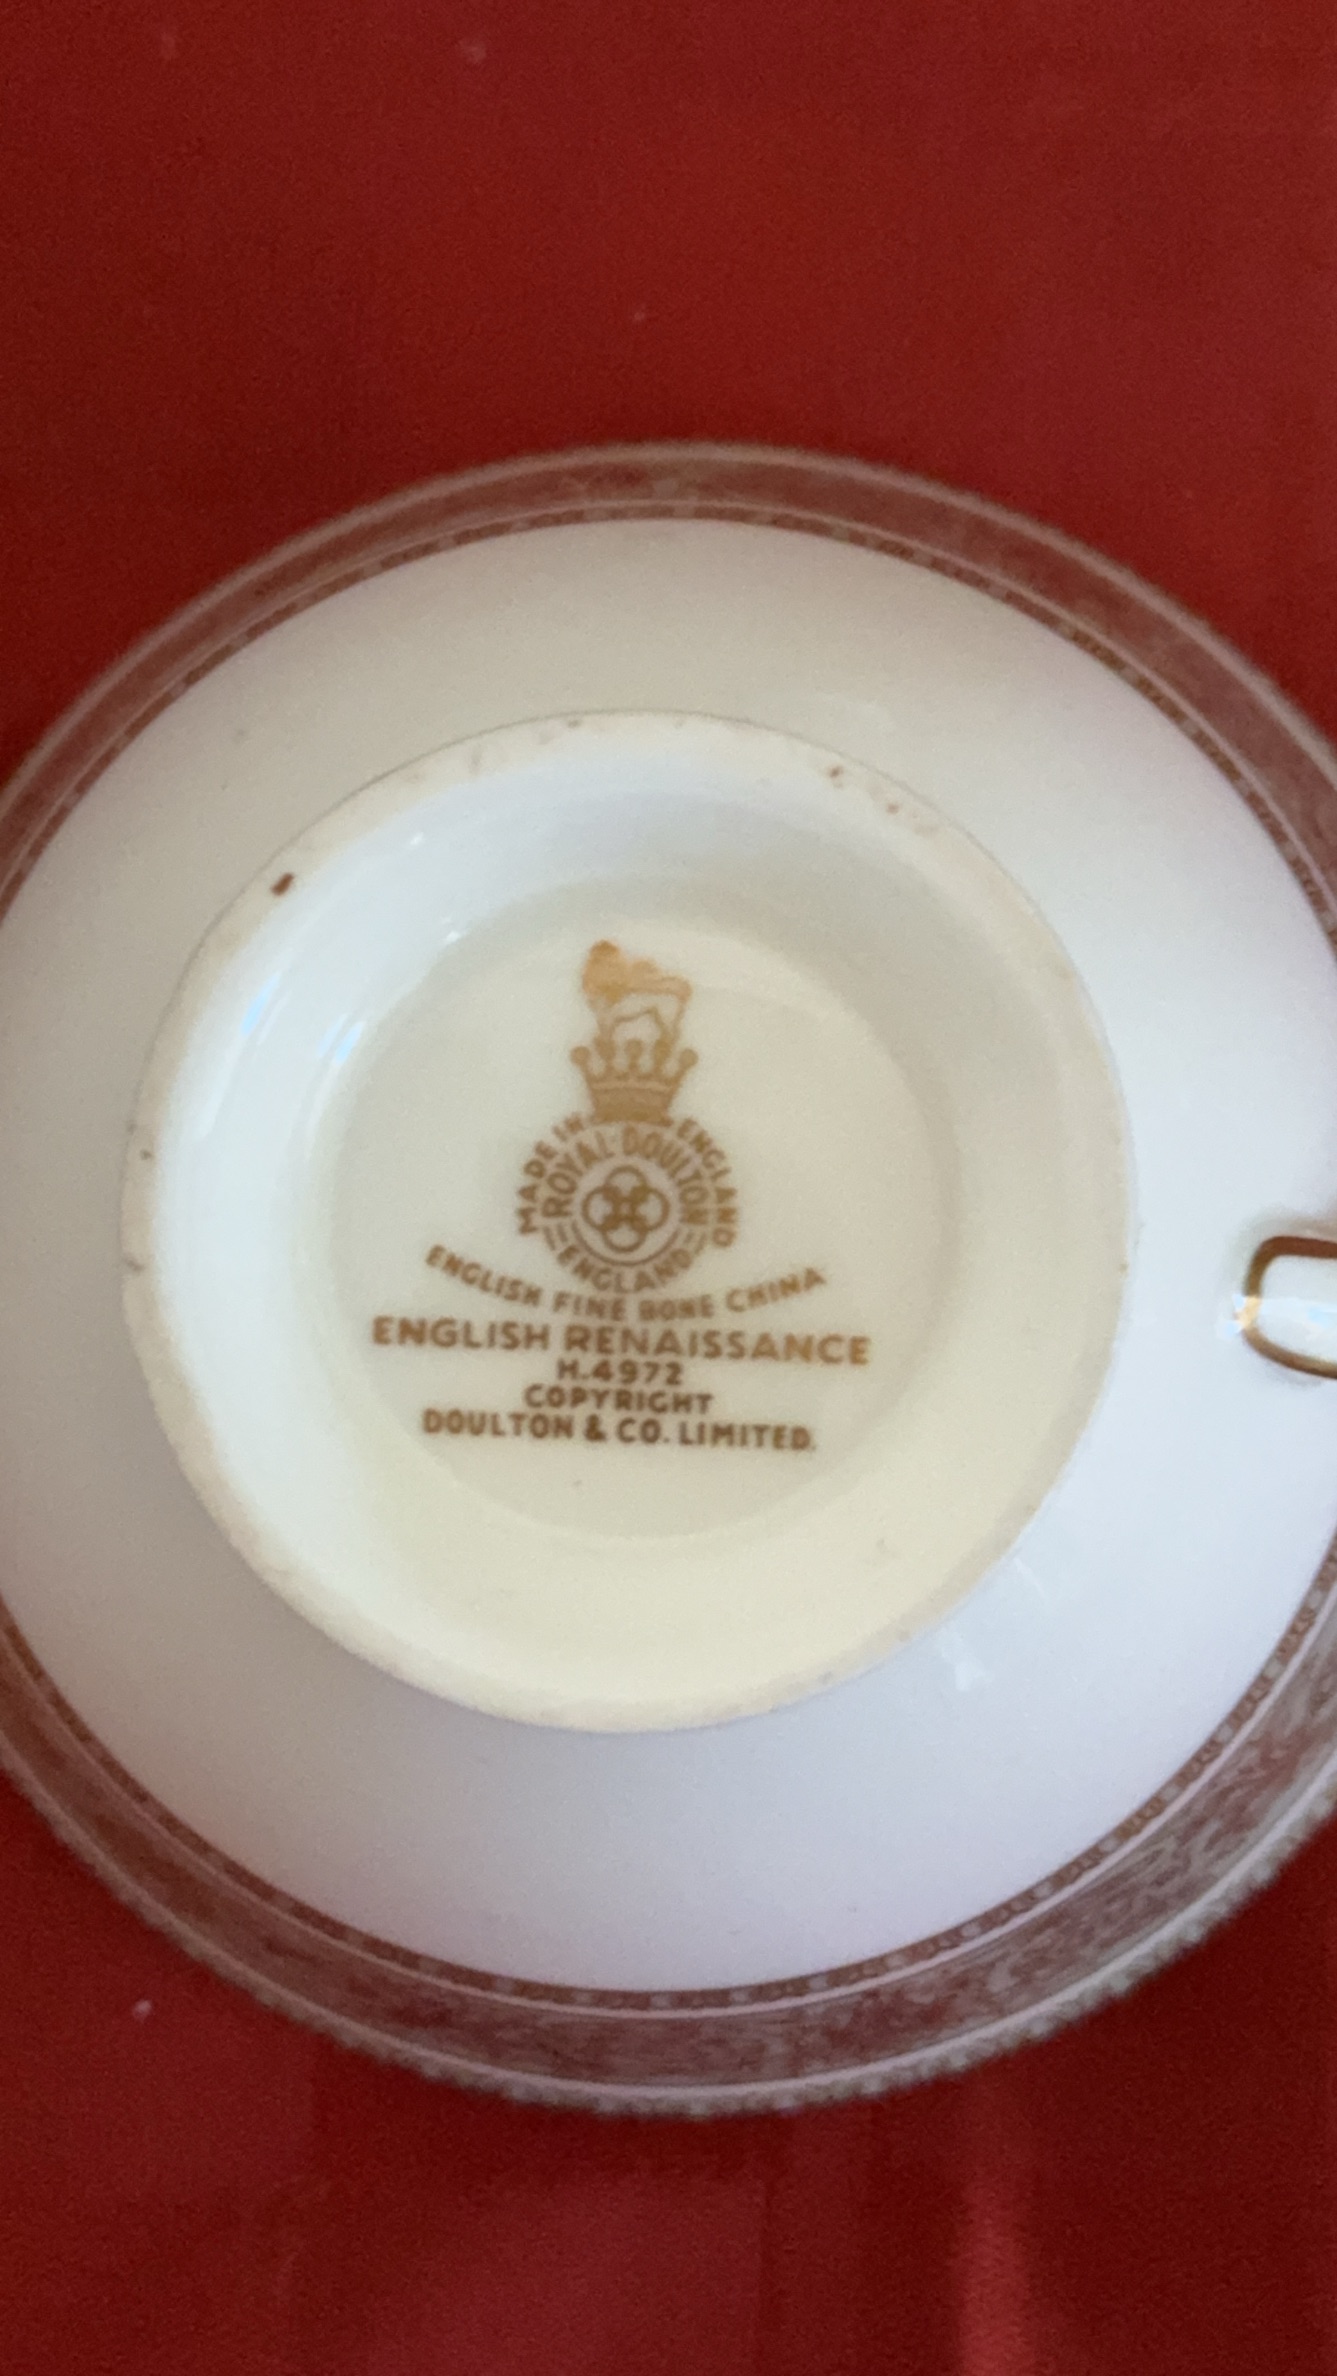 MADE IN ENGLAND
ROYAL DOULTON
ENGLAND
ENGLISH FINE BONE CHINA
ENGLISH RENAISSANCE
H.4972
COPYRIGHT
DOULTON & CO. LIMITED.